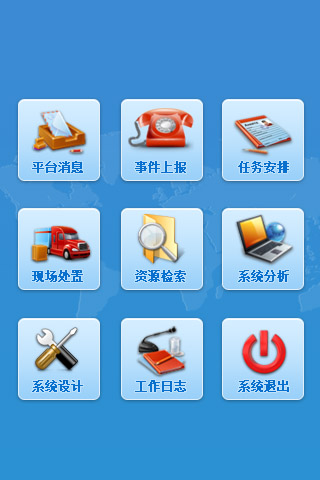 平台消息
事件上报
任务安排
现场处置
资源检索
系统分析
系统设计
工作日志
系统退出